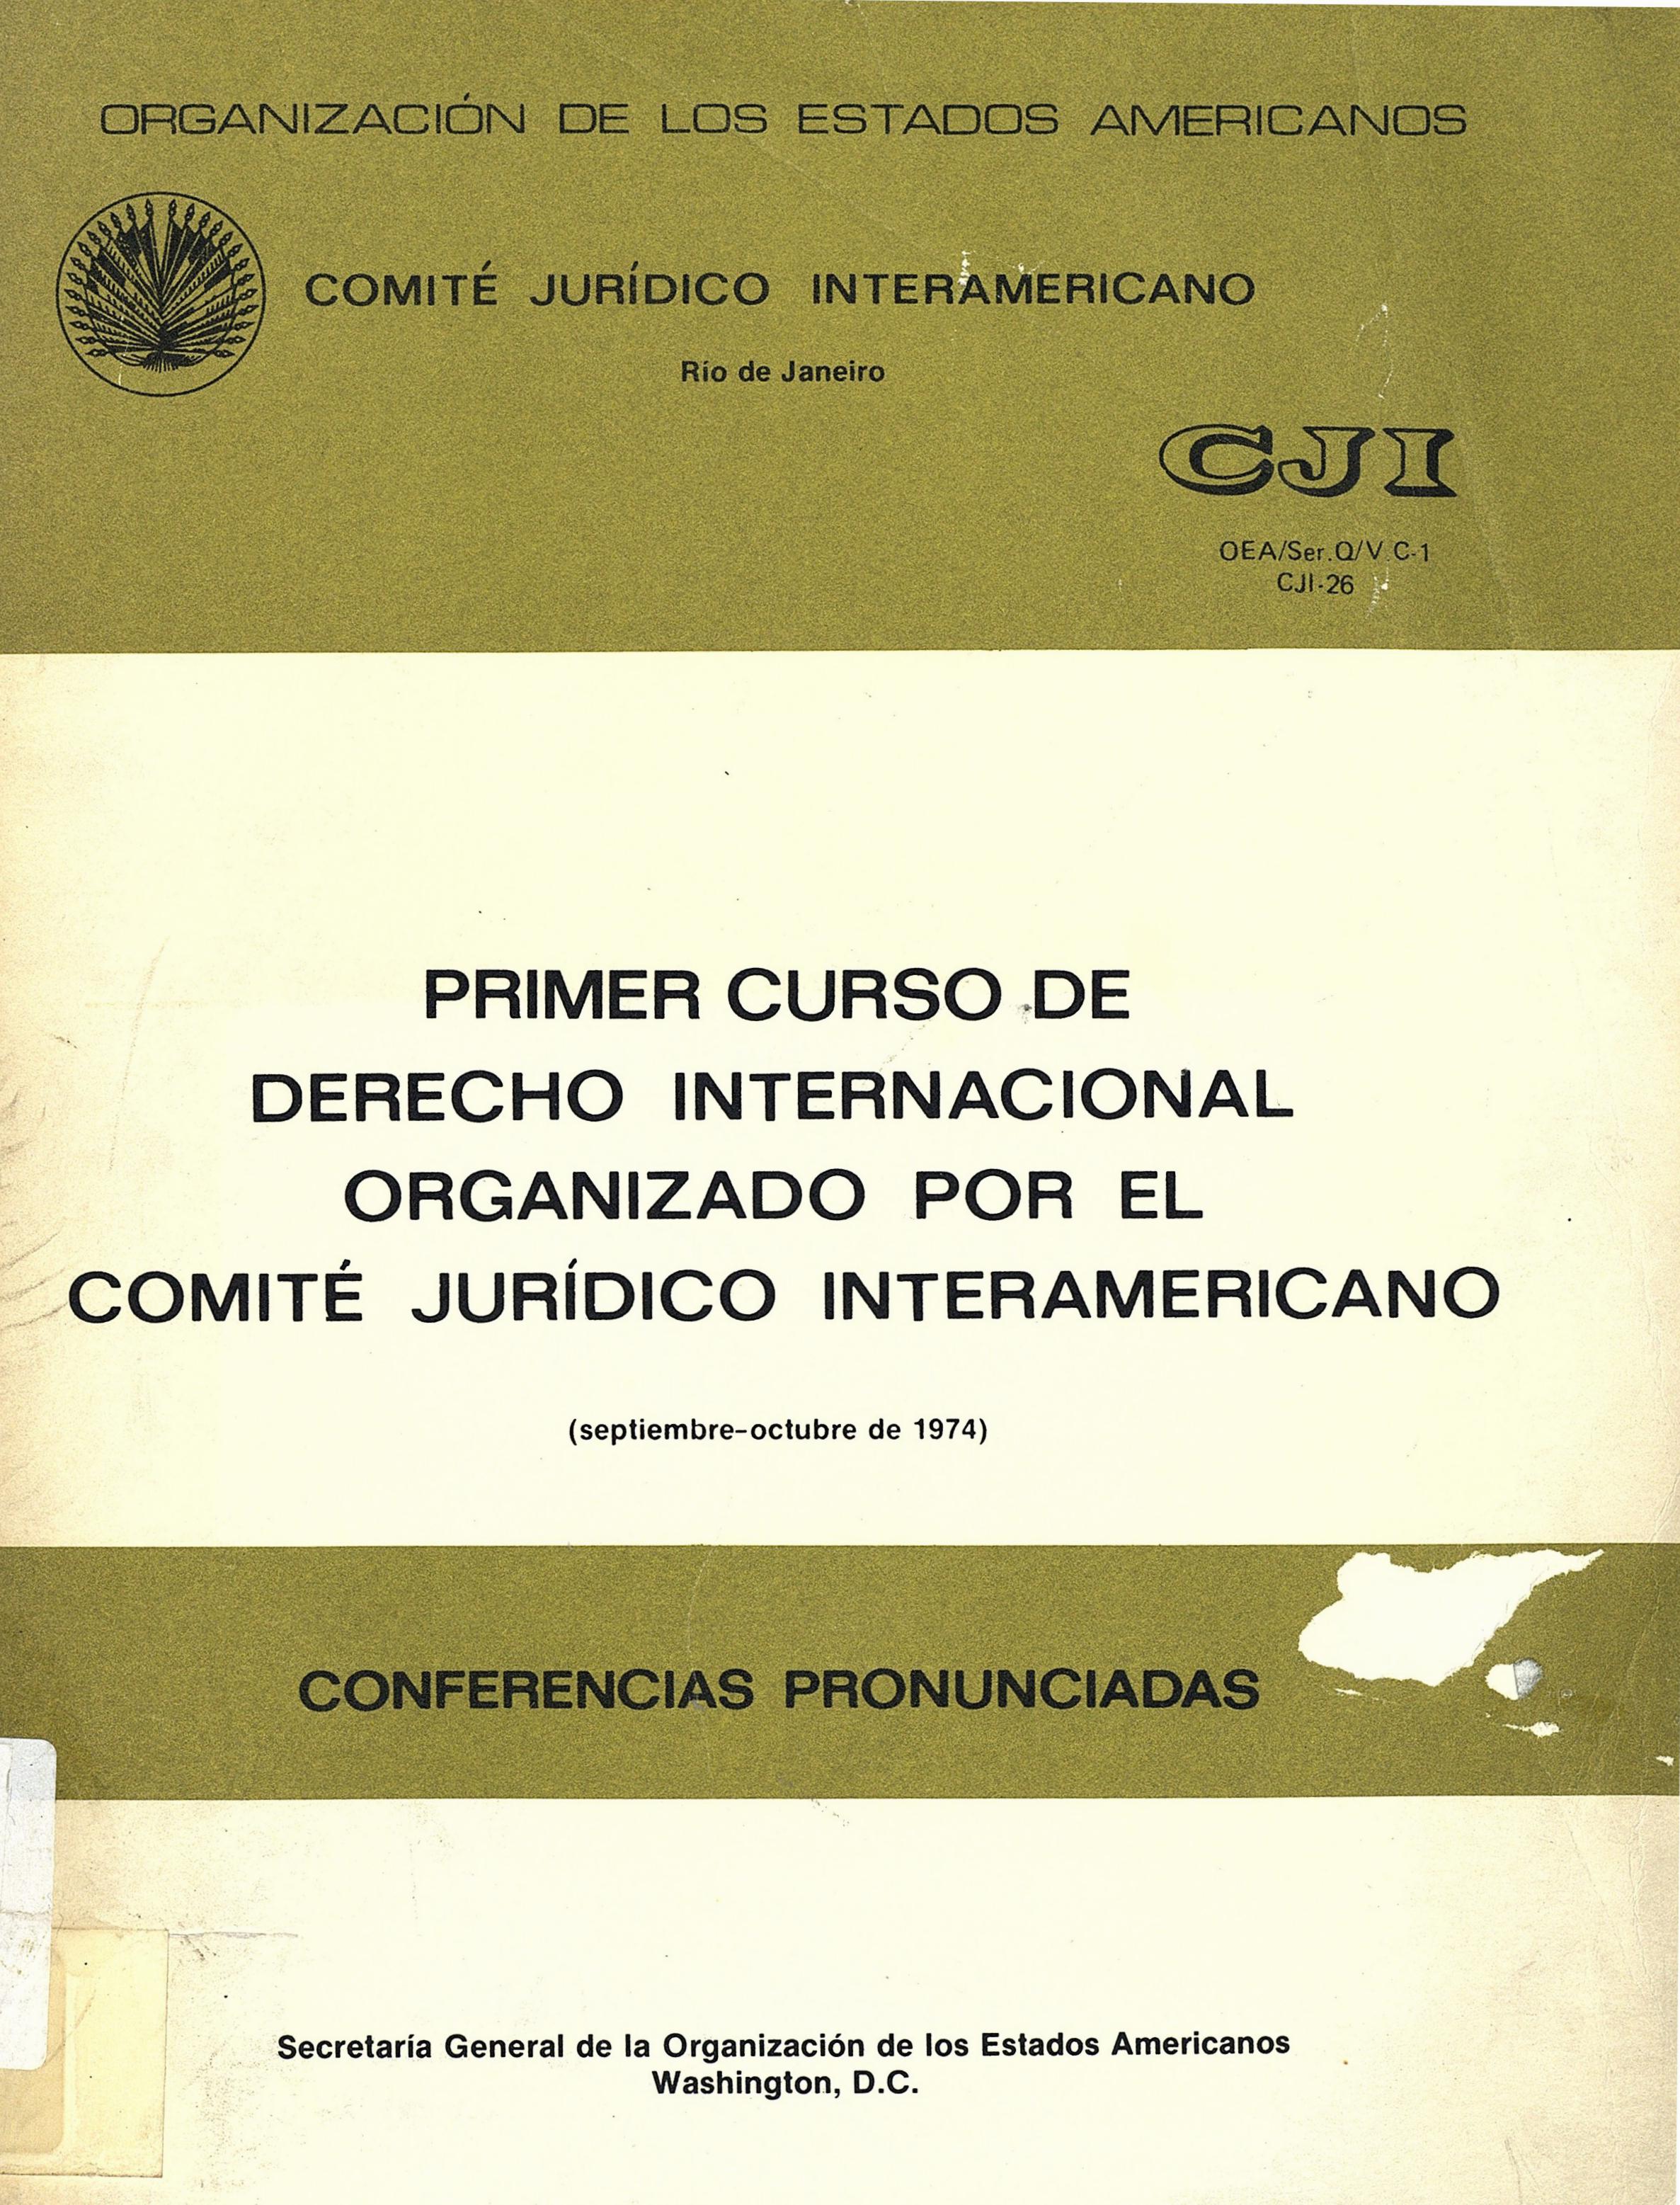 ORGANIZACIÓN DE LOS ESTADOS AMERICANOS
COMITÉ JURÍDICO INTERAMERICANO
Río de Janeiro
CJI
OEA/Ser.Q/V C-1
CJI-26
PRIMER CURSO DE
DERECHO INTERNACIONAL
ORGANIZADO POR EL
COMITÉ JURÍDICO INTERAMERICANO
(septiembre-octubre de 1974)
CONFERENCIAS PRONUNCIADAS
Secretaría General de la Organización de los Estados Americanos
Washington, D.C.